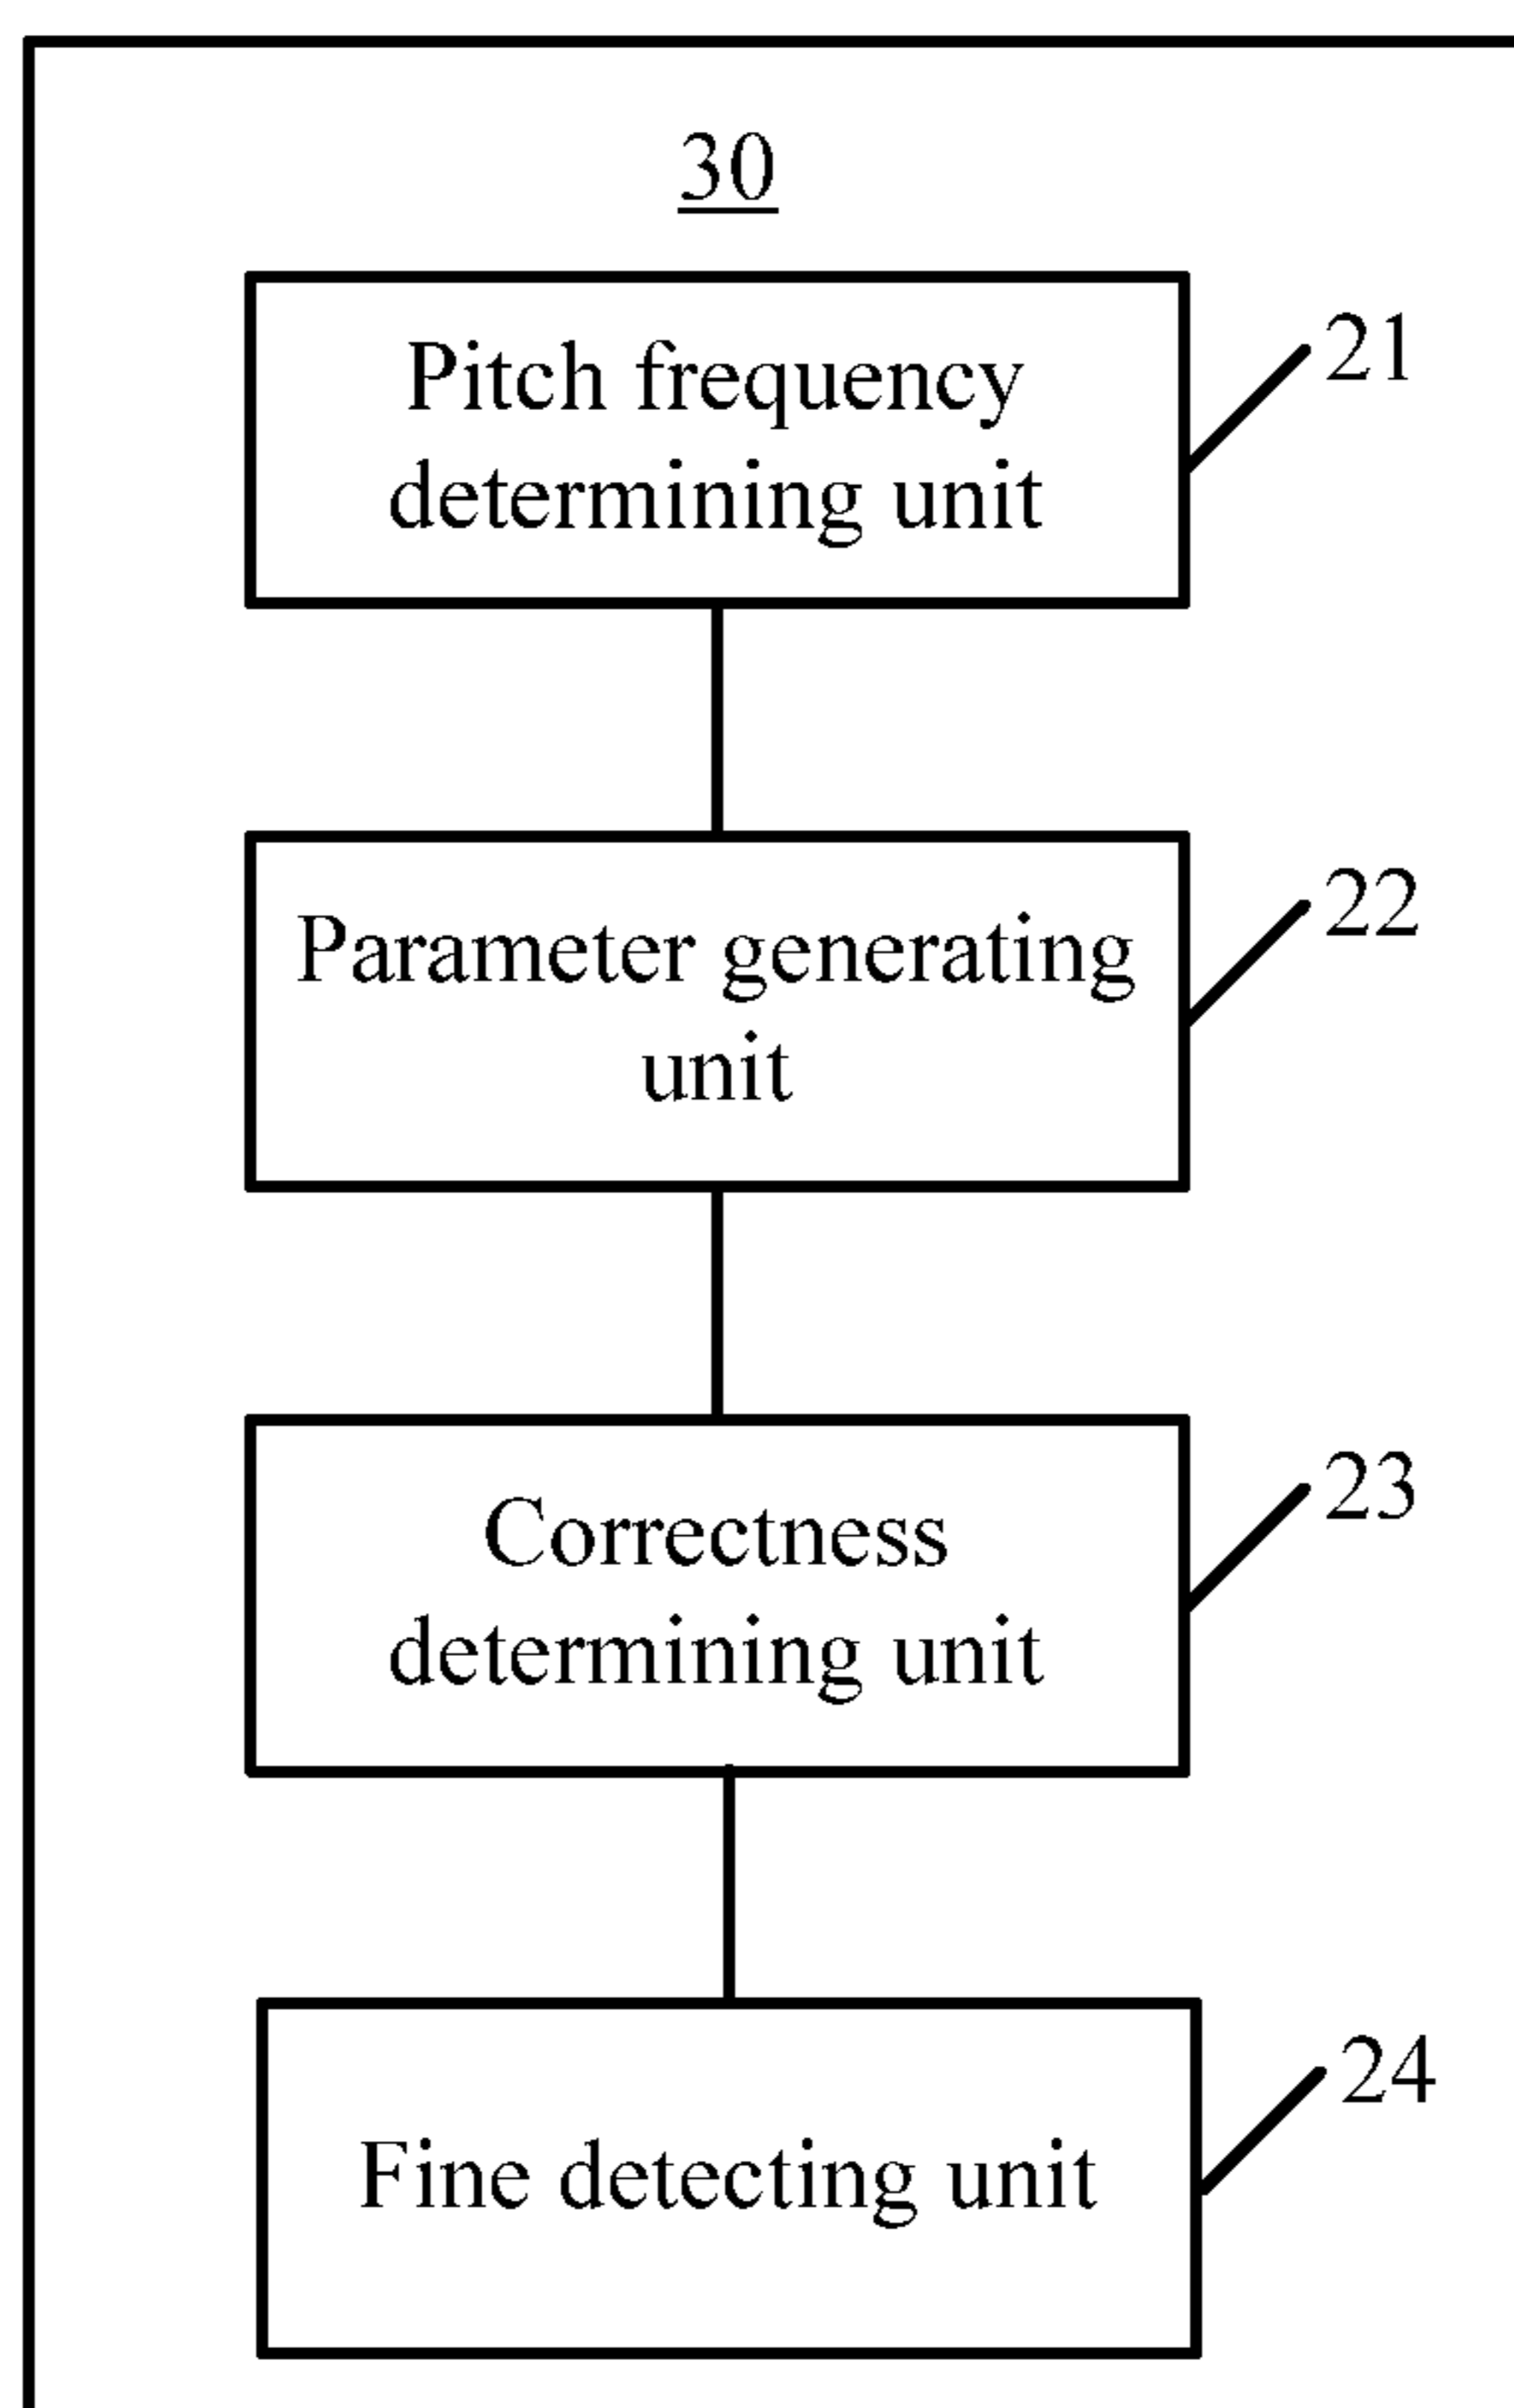 30
Pitch frequency
determining unit
21
Parameter generating
unit
22
Correctness
determining unit
23
Fine detecting unit
24